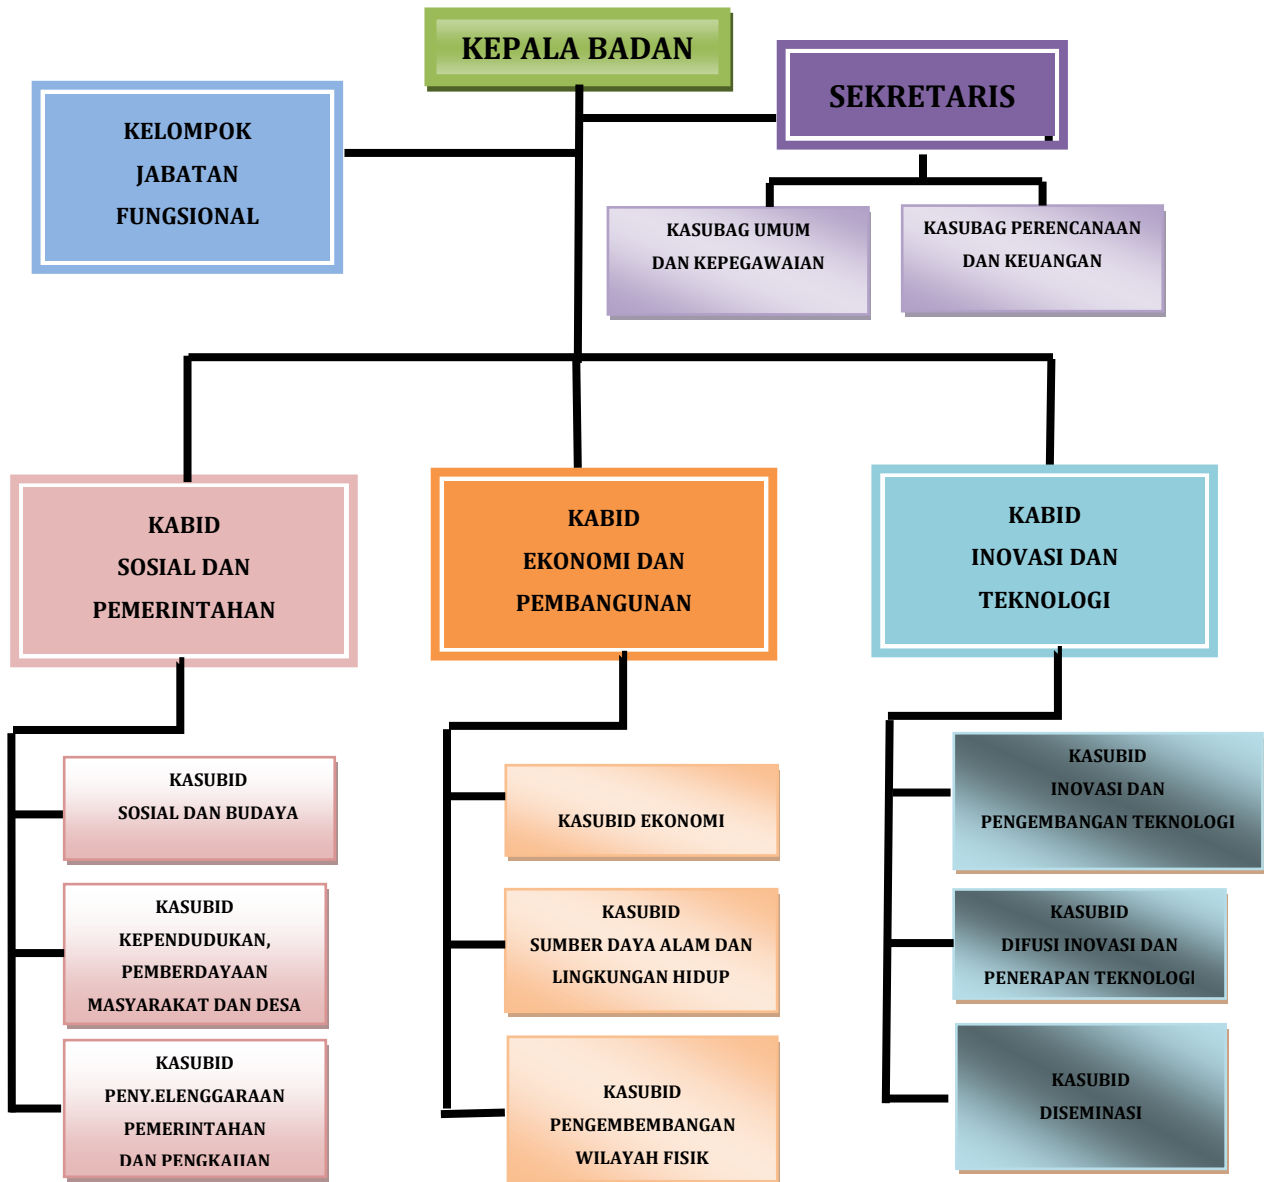 KEPALA BADAN
SEKRETARIS
KELOMPOK
JABATAN
FUNGSIONAL
KASUBAG UMUM
DAN KEPEGAWAIAN
KASUBAG PERENCANAAN
DAN KEUANGAN
KABID
SOSIAL DAN
PEMERINTAHAN
KABID
EKONOMI DAN
PEMBANGUNAN
KABID
INOVASI DAN
TEKNOLOGI
KASUBID
SOSIAL DAN BUDAYA
KASUBID
KEPENDUDUKAN,
PEMBERDAYAAN
MASYARAKAT DAN DESA
KASUBID
PENY.ELENGGARAAN
PEMERINTAHAN
DAN PENGKAJIAN
KASUBID EKONOMI
KASUBID
SUMBER DAYA ALAM DAN
LINGKUNGAN HIDUP
KASUBID
PENGEMBEMBANGAN
WILAYAH FISIK
KASUBID
INOVASI DAN
PENGEMBANGAN TEKNOLOGI
KASUBID
DIFUSI INOVASI DAN
PENERAPAN TEKNOLOGI
KASUBID
DISEMINASI